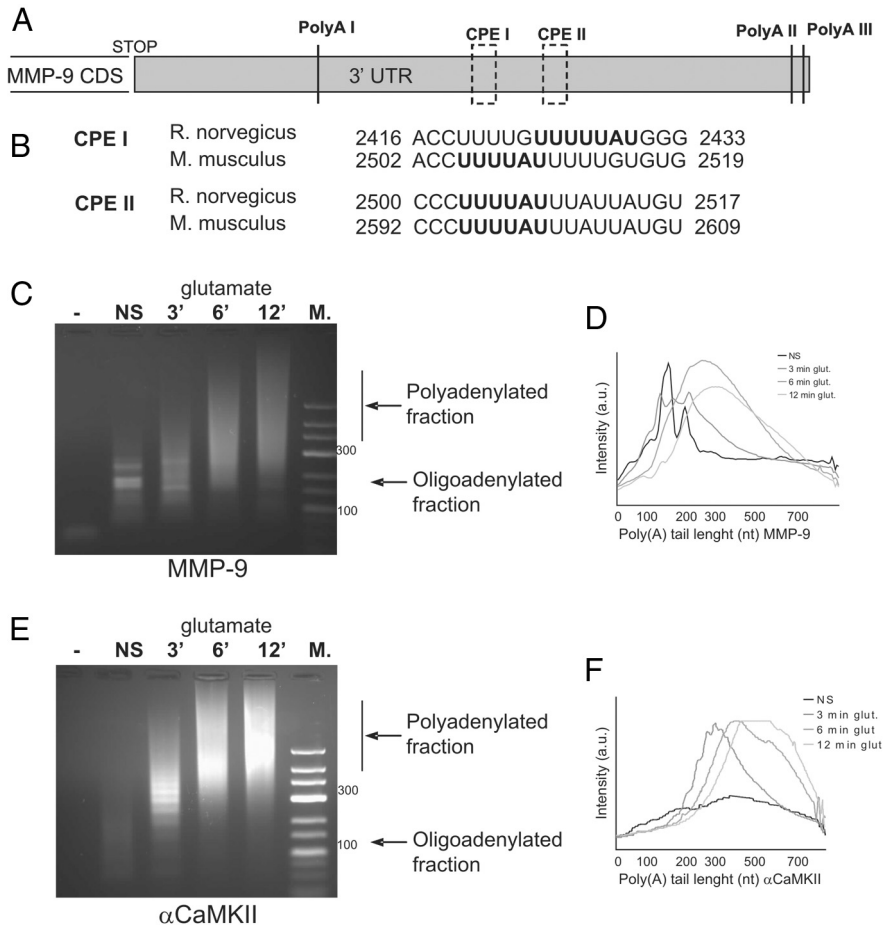 A
PolyA I
CPE I
CPE II
PolyA II
PolyA III
STOP
MMP-9 CDS
3’ UTR
B
CPE I
R. norvegicus 2416 ACCUUUUGUUUUUAUGGG 2433
M. musculus 2502 ACCUUUUAUUUUUGUGUG 2519
CPE II
R. norvegicus 2500 CCCUUUUAUUUAUUAUGU 2517
M. musculus 2592 CCCUUUUAUUUAUUAUGU 2609
C
glutamate
- NS 3’ 6’ 12’ M.
Polyadenylated
fraction
300
Oligoadenylated
fraction
100
MMP-9
D
NS
3 min glut.
6 min glut.
12 min glut.
Intensity (a.u.)
0 100 200 300 500 700
Poly(A) tail lenght (nt) MMP-9
E
glutamate
- NS 3’ 6’ 12’ M.
Polyadenylated
fraction
300
Oligoadenylated
fraction
100
αCaMKII
F
NS
3 min glut.
6 min glut
12 min glut
Intensity (a.u.)
0 100 200 300 500 700
Poly(A) tail lenght (nt) αCaMKII